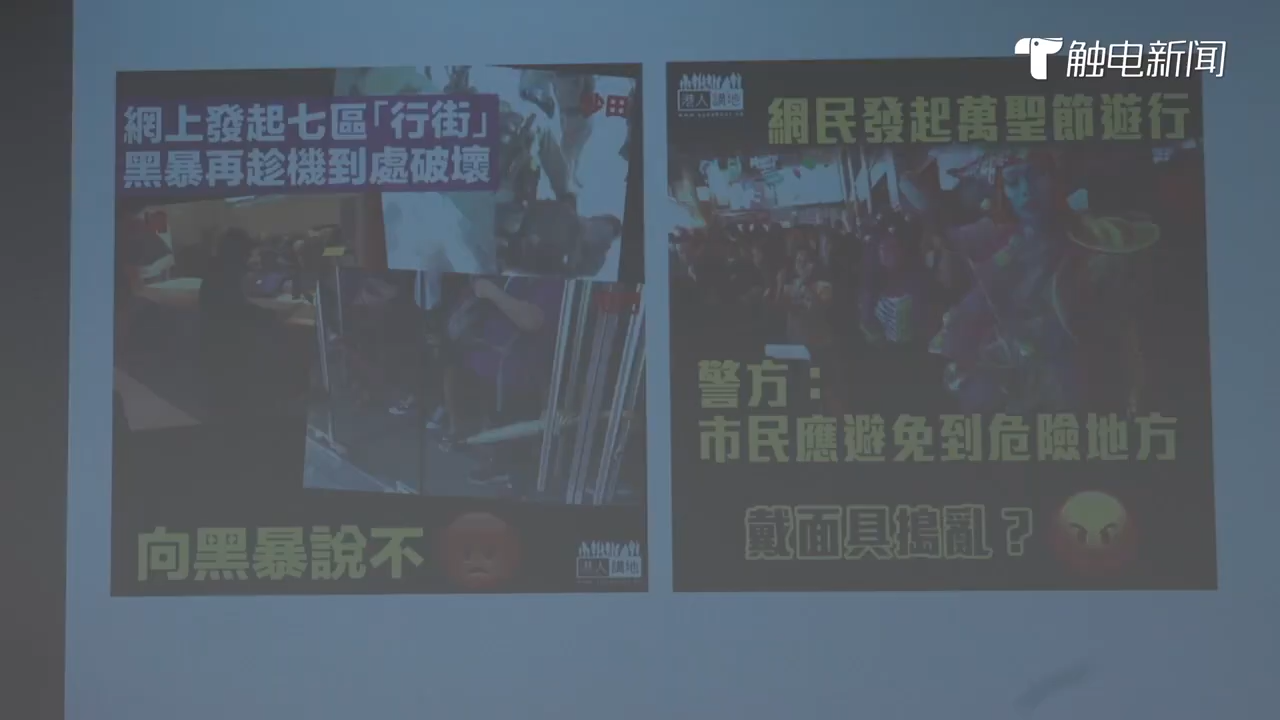 触电新闻
網上發起七區「行街」
黑暴再趁機到處破壞
沙田
向黑暴說不
港人講地
港人講地
網民發起萬聖節遊行
警方：
市民應避免到危險地方
戴面具搗亂？